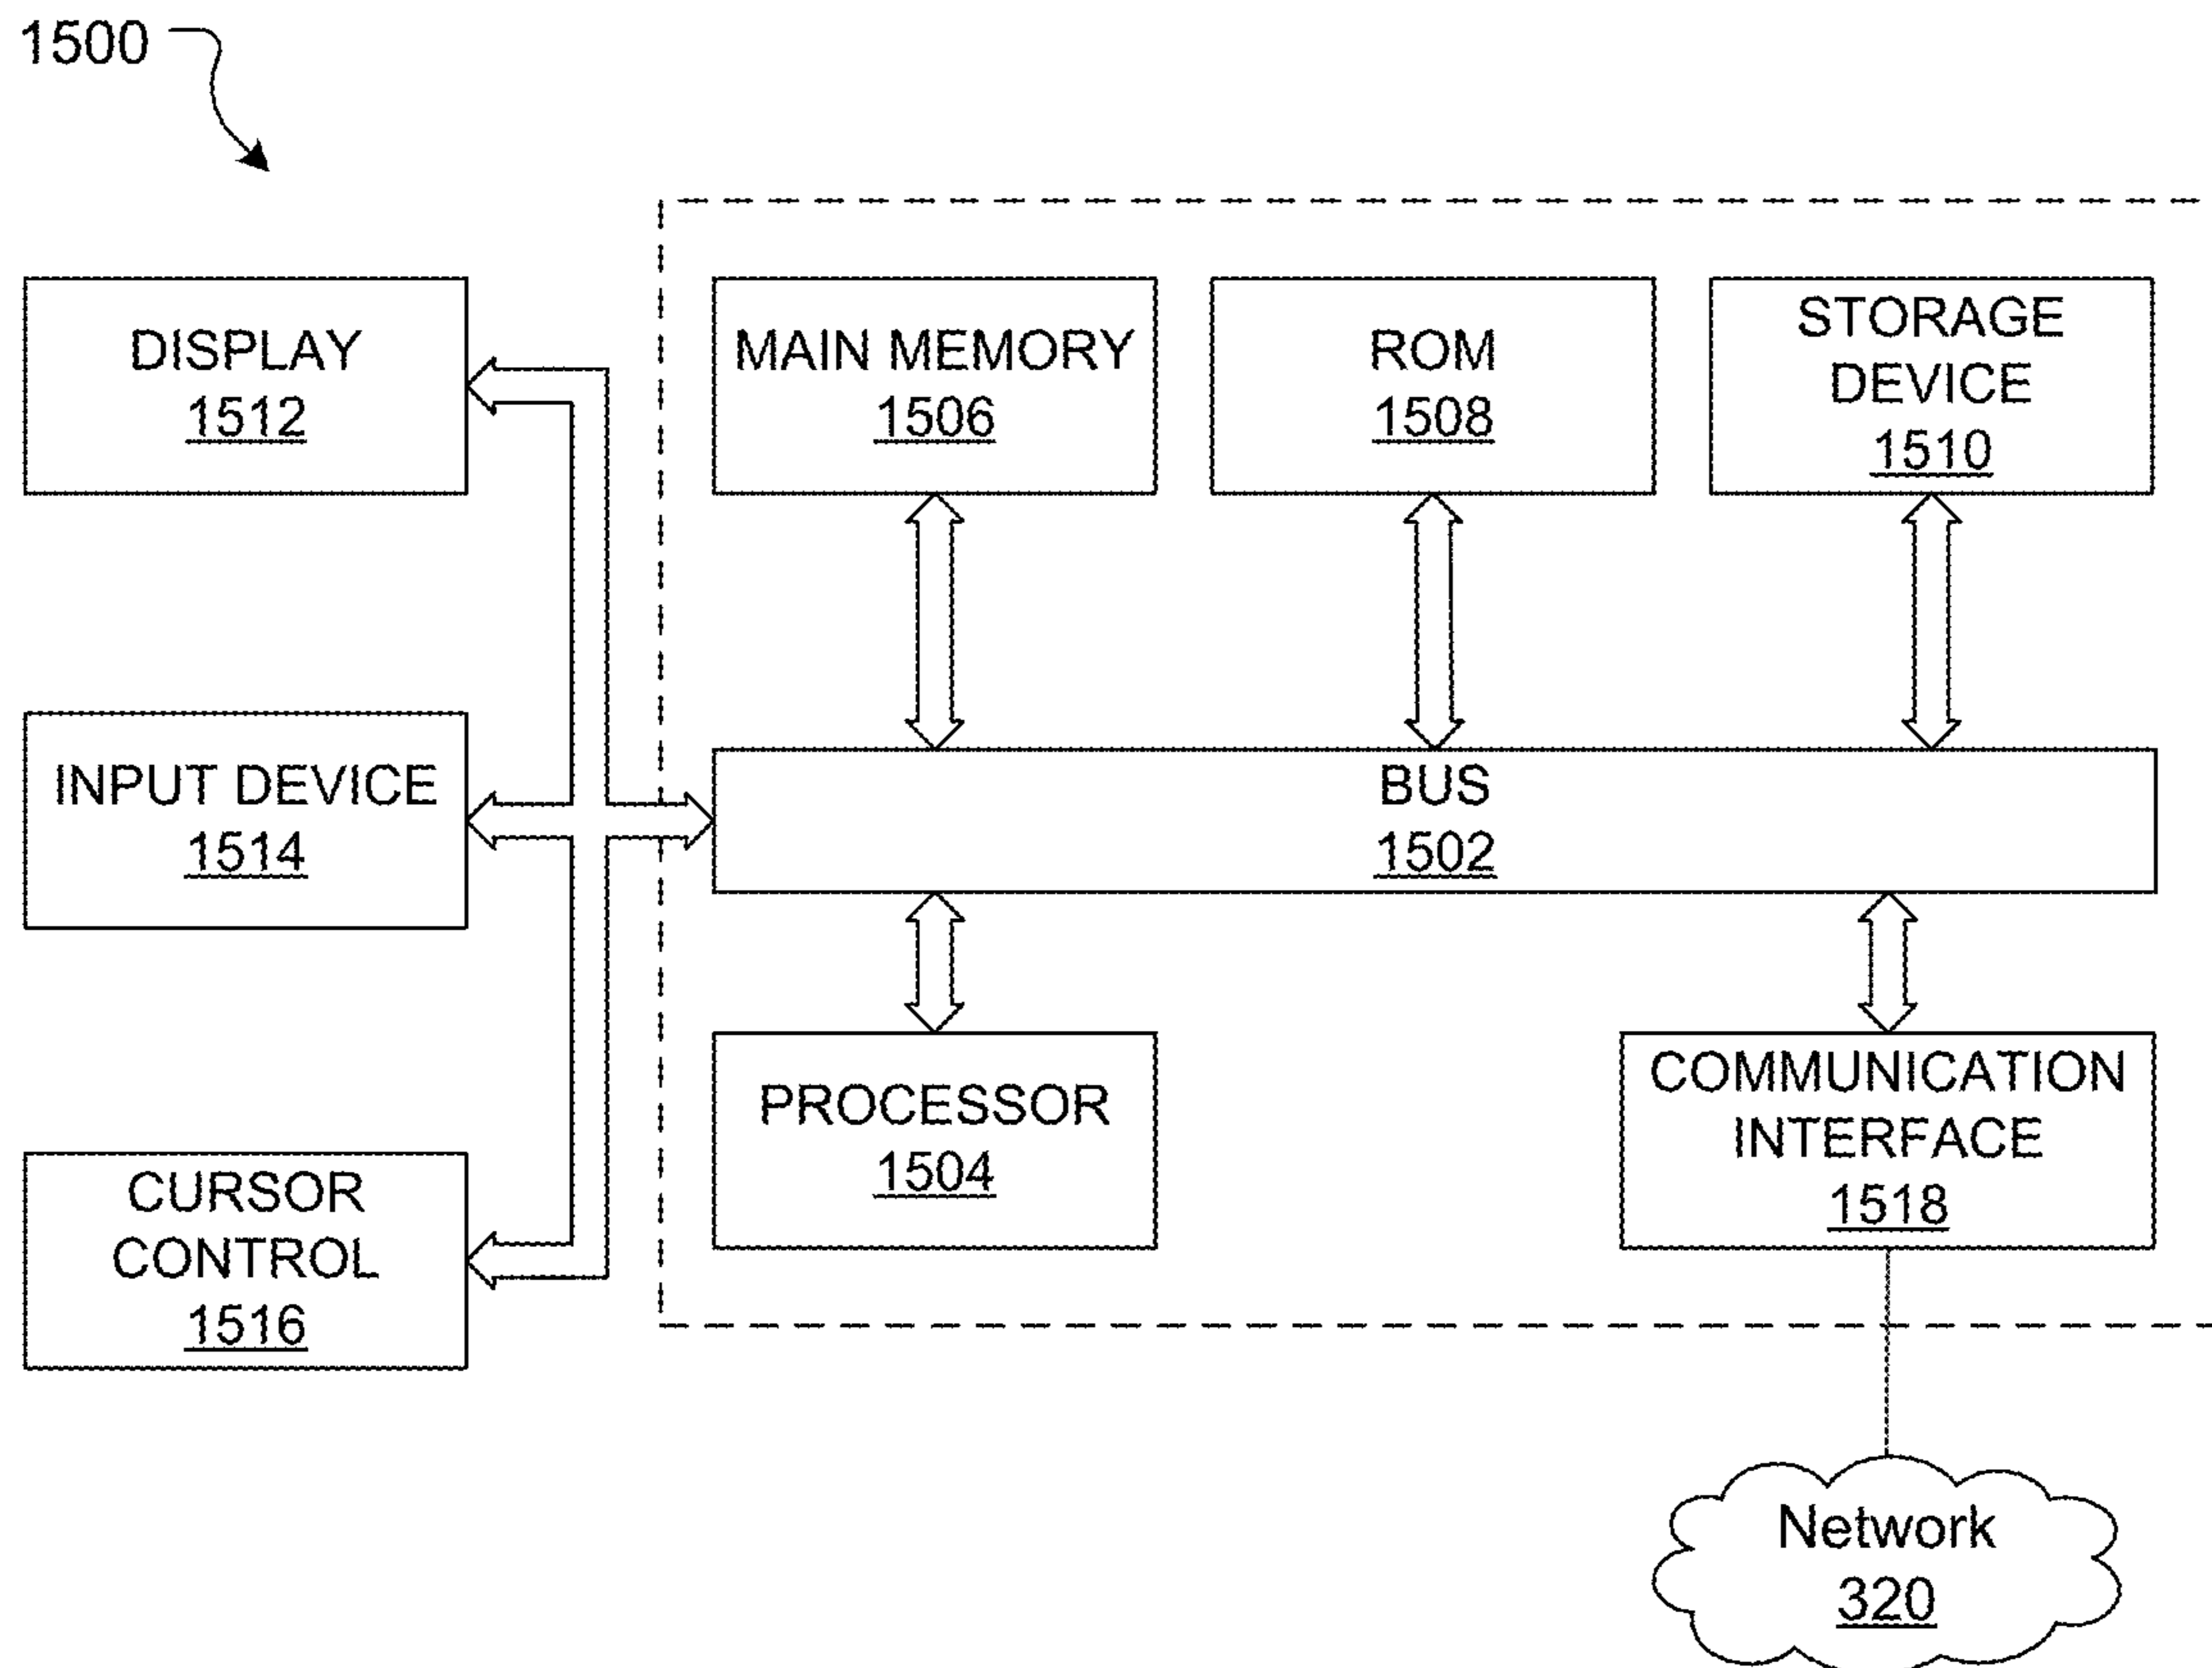 1500
DISPLAY
1512
MAIN MEMORY
1506
ROM
1508
STORAGE
DEVICE
1510
INPUT DEVICE
1514
BUS
1502
CURSOR
CONTROL
1516
PROCESSOR
1504
COMMUNICATION
INTERFACE
1518
Network
320